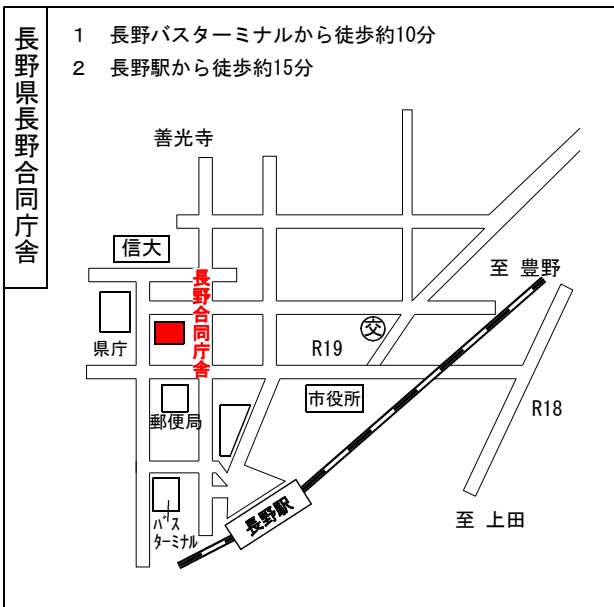 長野県長野合同庁舎
1 長野バスターミナルから徒歩約10分
2 長野駅から徒歩約15分
善光寺
信大
至 豊野
長野合同庁舎
県庁
交
R19
郵便局
市役所
R18
バス
ターミナル
長野駅
至 上田